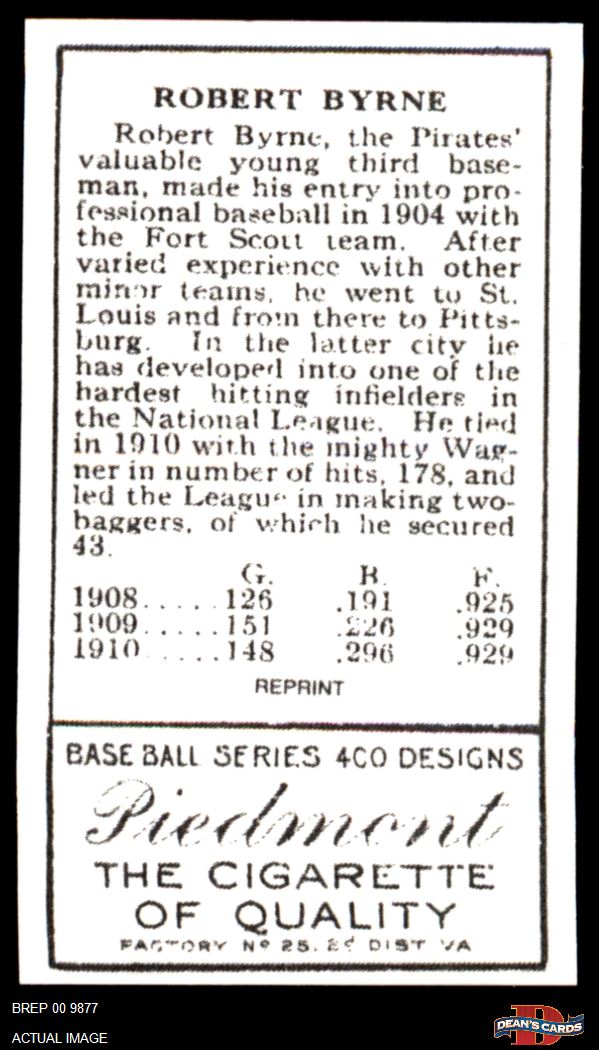 ROBERT BYRNE
Robert Byrne, the Pirates'
valuable young third base-
man, made his entry into pro-
fessional baseball in 1904 with
the Fort Scott team. After
varied experience with other
minor teams, he went to St.
Louis and from there to Pitts-
burg. In the latter city he
has developed into one of the
hardest hitting infielders in
the National League. He tied
in 1910 with the mighty Wag-
ner in number of hits, 178, and
led the League in making two-
baggers, of which he secured
43.
G. B. F.
1908.....126 .191 .925
1909.....151 .226 .929
1910.....148 .296 .929
REPRINT
BASE BALL SERIES 400 DESIGNS
Piedmont
THE CIGARETTE
OF QUALITY
FACTORY No 25, 2d DIST VA
BREP 00 9877
ACTUAL IMAGE
DEAN'S CARDS